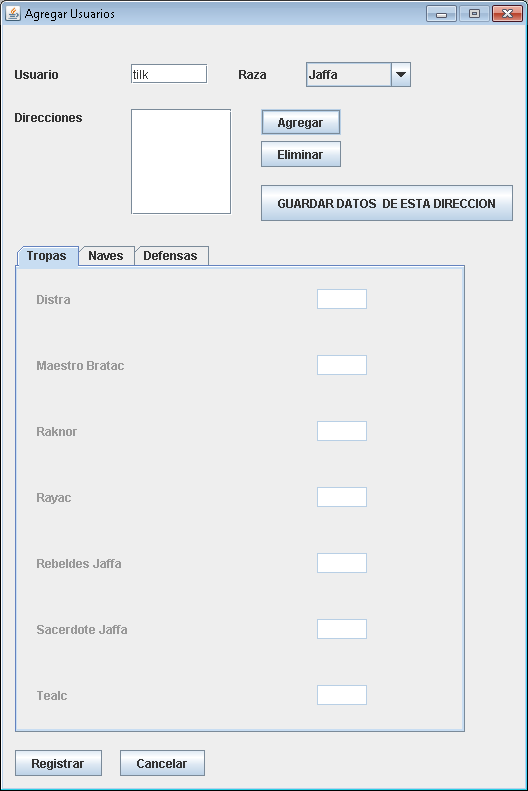 Agregar Usuarios
Usuario tilk Raza Jaffa
Direcciones Agregar
Eliminar
GUARDAR DATOS DE ESTA DIRECCION
Tropas Naves Defensas
Distra
Maestro Bratac
Raknor
Rayac
Rebeldes Jaffa
Sacerdote Jaffa
Tealc
Registrar Cancelar